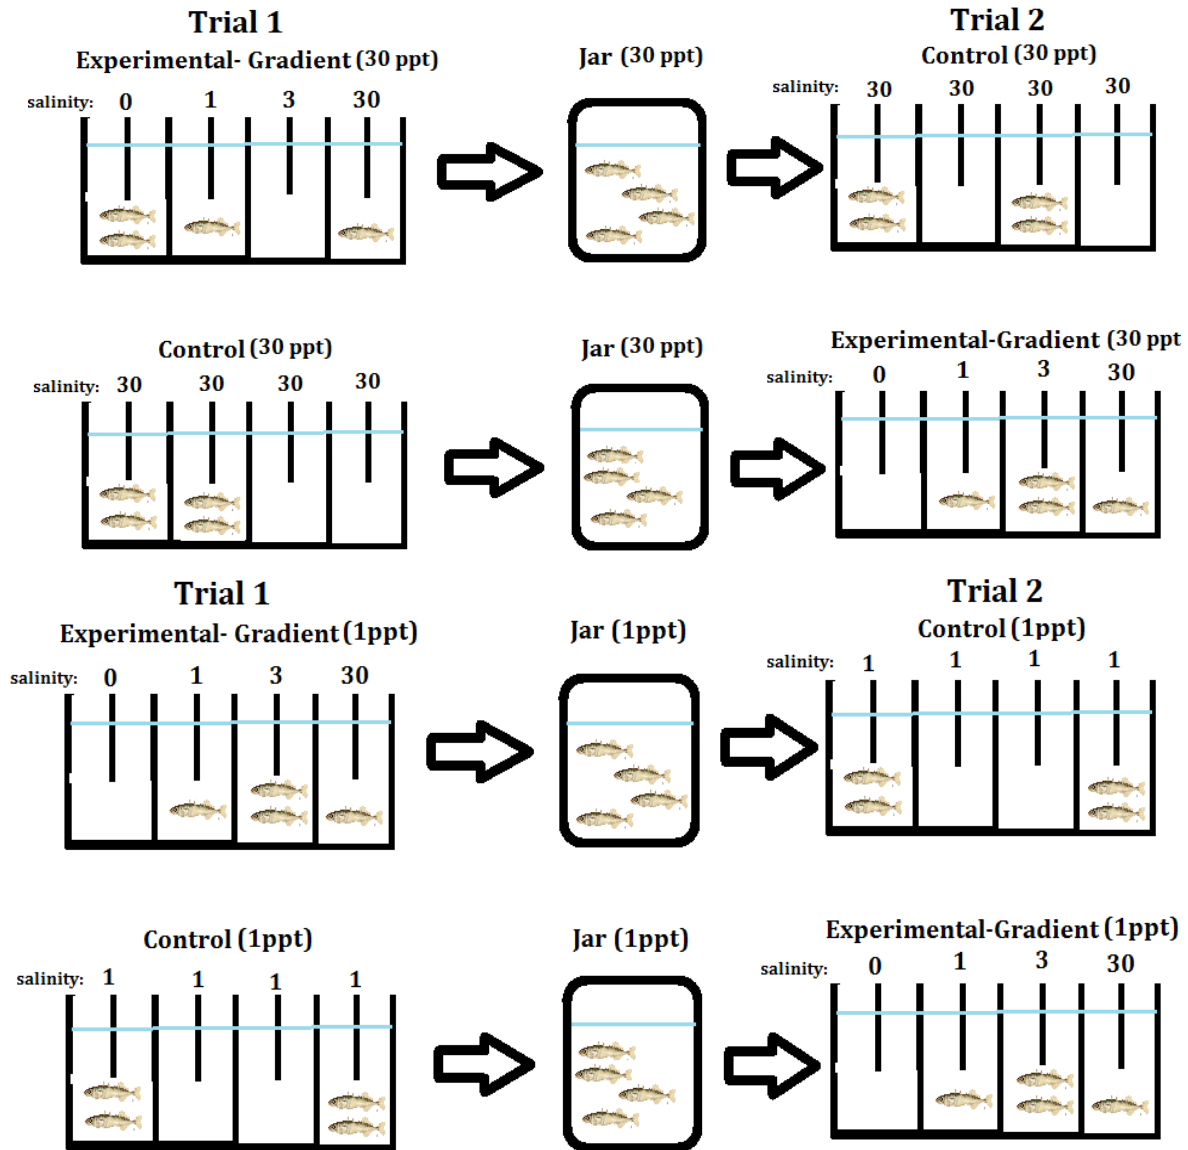 Trial 1
Trial 2
Experimental- Gradient (30 ppt)
Jar (30 ppt)
Control (30 ppt)
salinity: 0 1 3 30
salinity: 30 30 30 30
Control (30 ppt)
Jar (30 ppt)
Experimental-Gradient (30 ppt
salinity: 30 30 30 30
salinity: 0 1 3 30
Trial 1
Trial 2
Experimental- Gradient (1ppt)
Jar (1ppt)
Control (1ppt)
salinity: 0 1 3 30
salinity: 1 1 1 1
Control (1ppt)
Jar (1ppt)
Experimental-Gradient (1ppt)
salinity: 1 1 1 1
salinity: 0 1 3 30